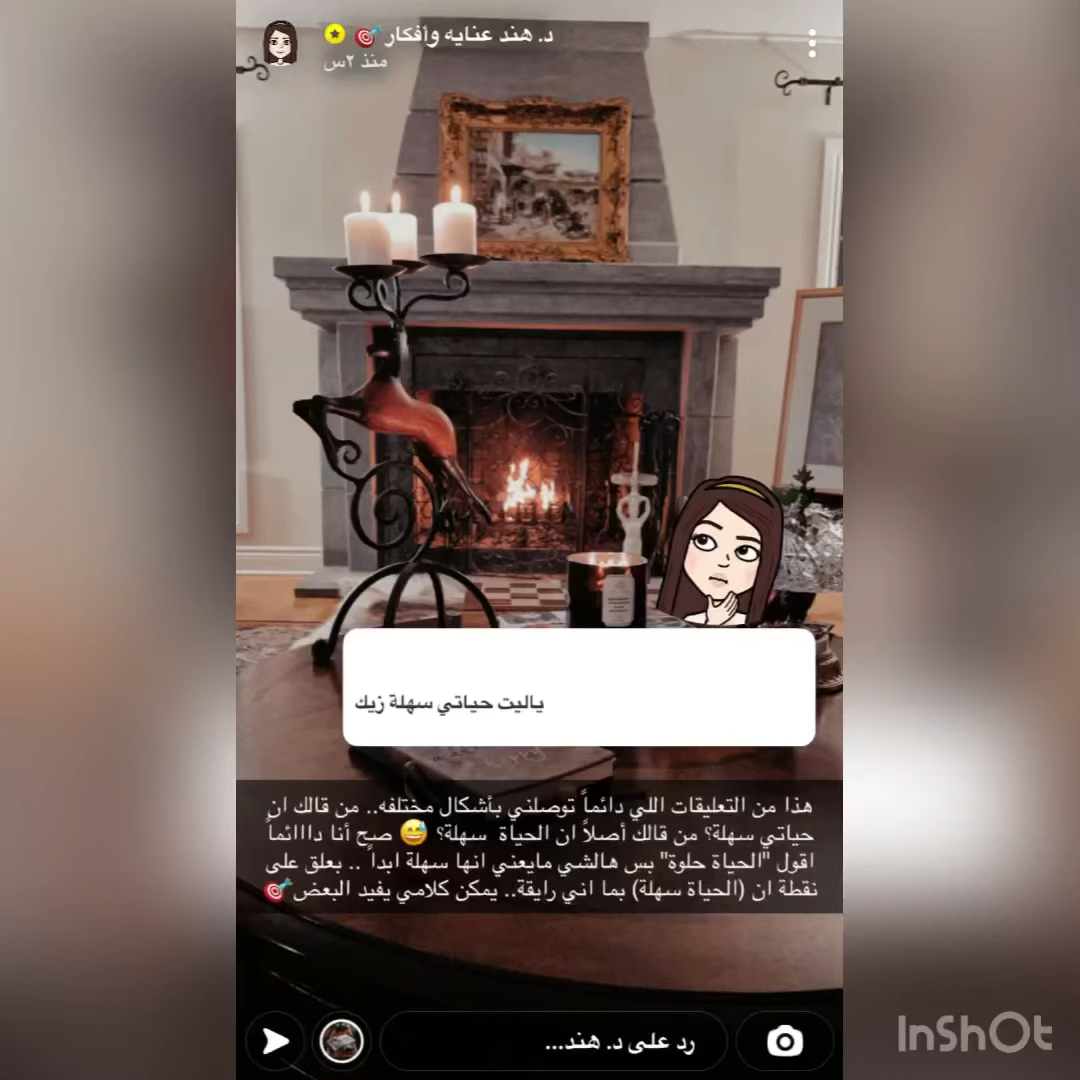 د. هند عنايه وأفكار 🎯
منذ ٢س
ياليت حياتي سهلة زيك
هذا من التعليقات اللي دائماً توصلني بأشكال مختلفه.. من قالك ان
حياتي سهلة؟ من قالك أصلاً ان الحياة سهلة؟ 😅 صح أنا داااائماً
اقول "الحياة حلوة" بس هالشي مايعني انها سهلة ابداً .. بعلق على
نقطة ان (الحياة سهلة) بما اني رايقة.. يمكن كلامي يفيد البعض🎯
رد على د. هند...
InShOt